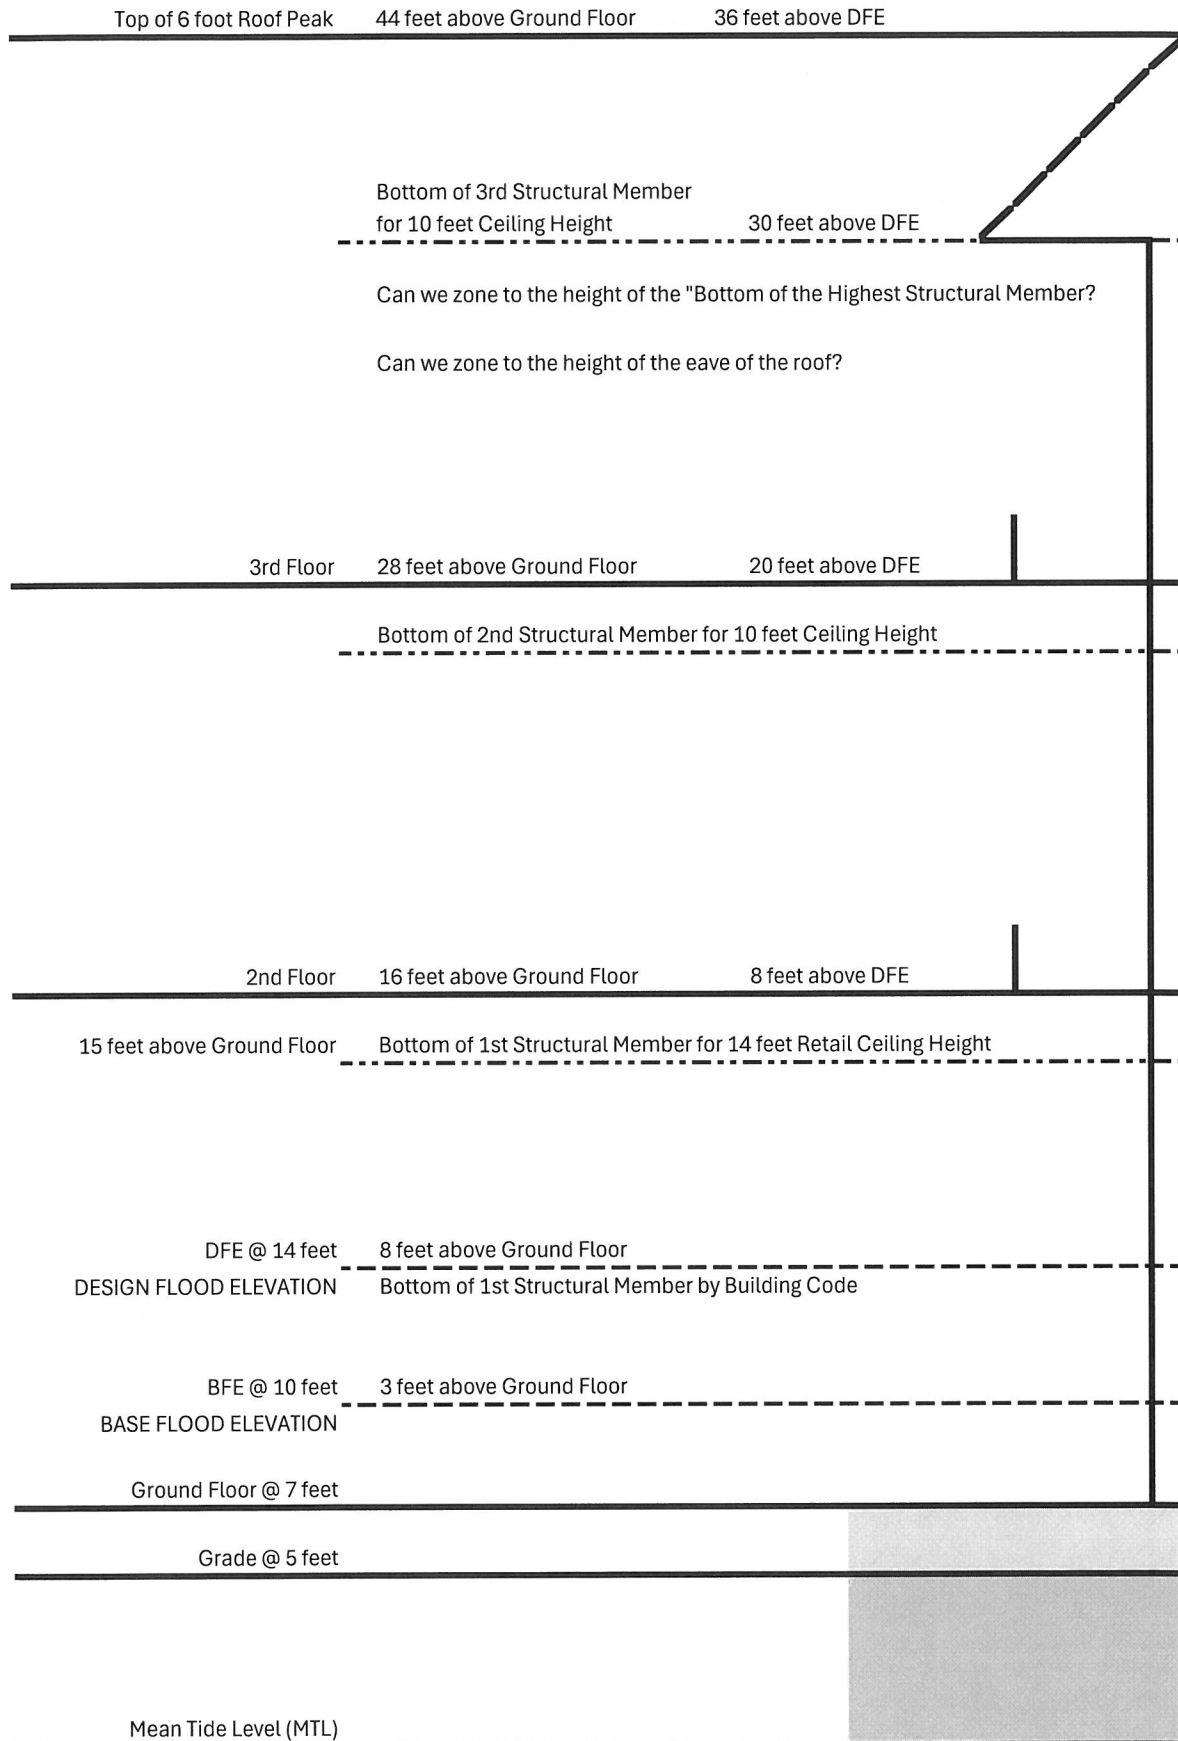 Top of 6 foot Roof Peak 44 feet above Ground Floor 36 feet above DFE
Bottom of 3rd Structural Member
for 10 feet Ceiling Height 30 feet above DFE
Can we zone to the height of the "Bottom of the Highest Structural Member?
Can we zone to the height of the eave of the roof?
3rd Floor 28 feet above Ground Floor 20 feet above DFE
Bottom of 2nd Structural Member for 10 feet Ceiling Height
2nd Floor 16 feet above Ground Floor 8 feet above DFE
15 feet above Ground Floor Bottom of 1st Structural Member for 14 feet Retail Ceiling Height
DFE @ 14 feet 8 feet above Ground Floor
DESIGN FLOOD ELEVATION Bottom of 1st Structural Member by Building Code
BFE @ 10 feet 3 feet above Ground Floor
BASE FLOOD ELEVATION
Ground Floor @ 7 feet
Grade @ 5 feet
Mean Tide Level (MTL)